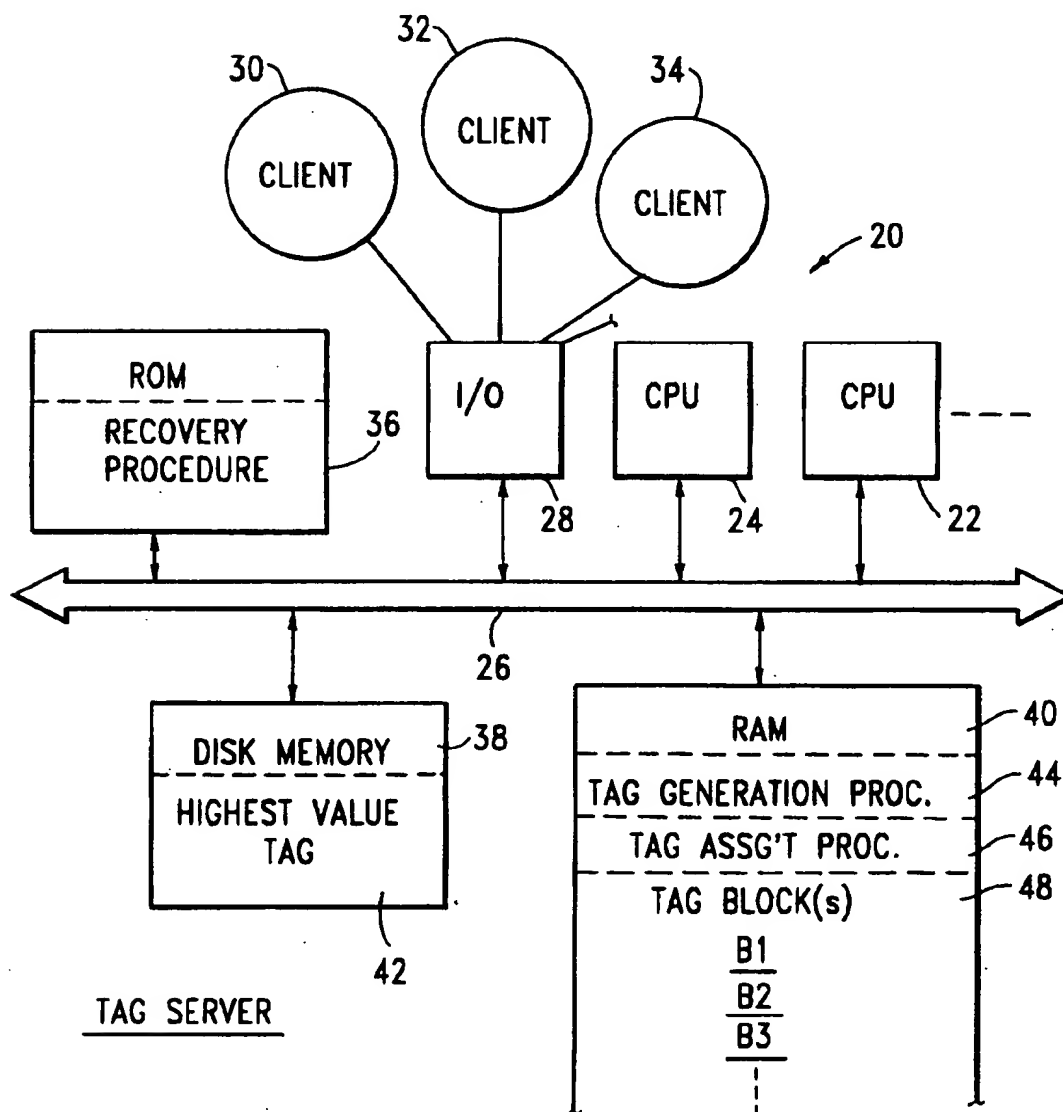 32
30
34
CLIENT
CLIENT
CLIENT
20
ROM
RECOVERY
PROCEDURE
36
I/O
28
CPU
24
CPU
22
26
DISK MEMORY
38
HIGHEST VALUE
TAG
42
RAM
40
TAG GENERATION PROC.
44
TAG ASSG'T PROC.
46
TAG BLOCK(s)
48
B1
B2
B3
TAG SERVER